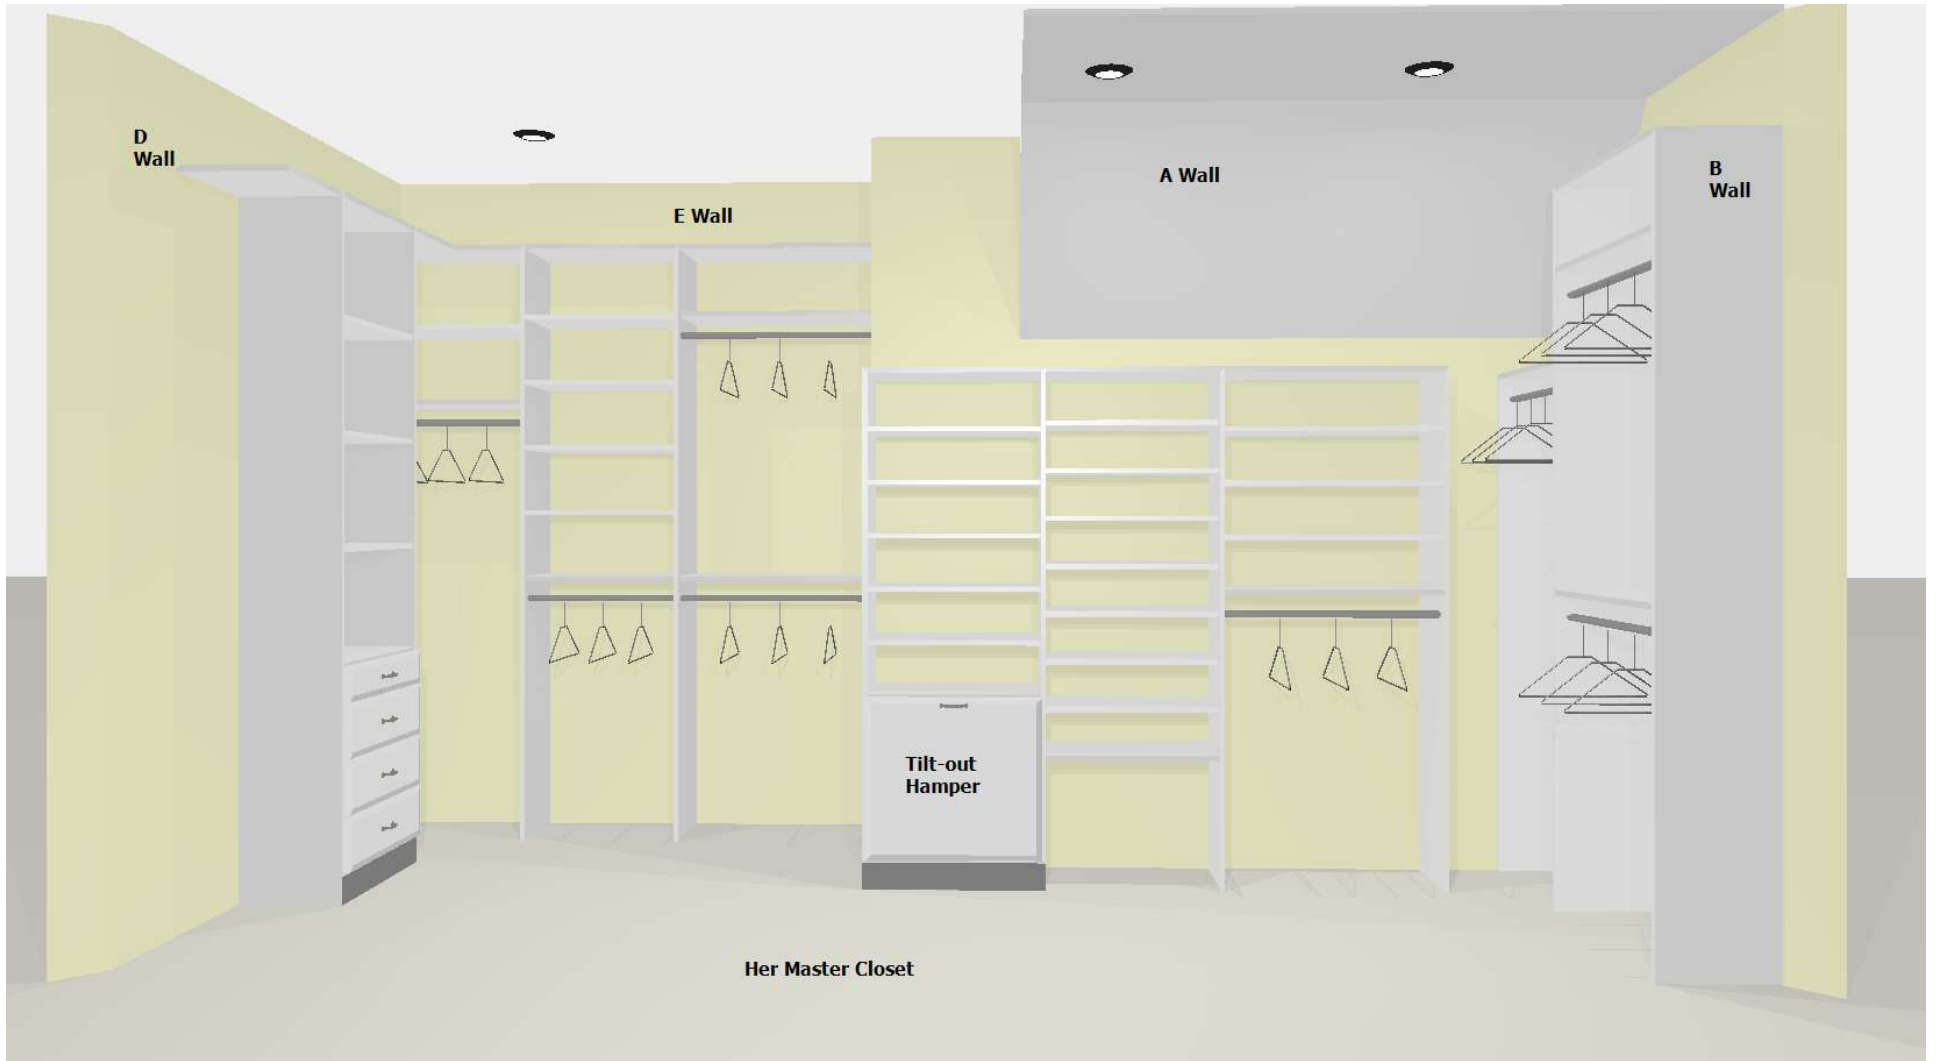 D
Wall
E Wall
A Wall
B
Wall
Tilt-out
Hamper
Her Master Closet